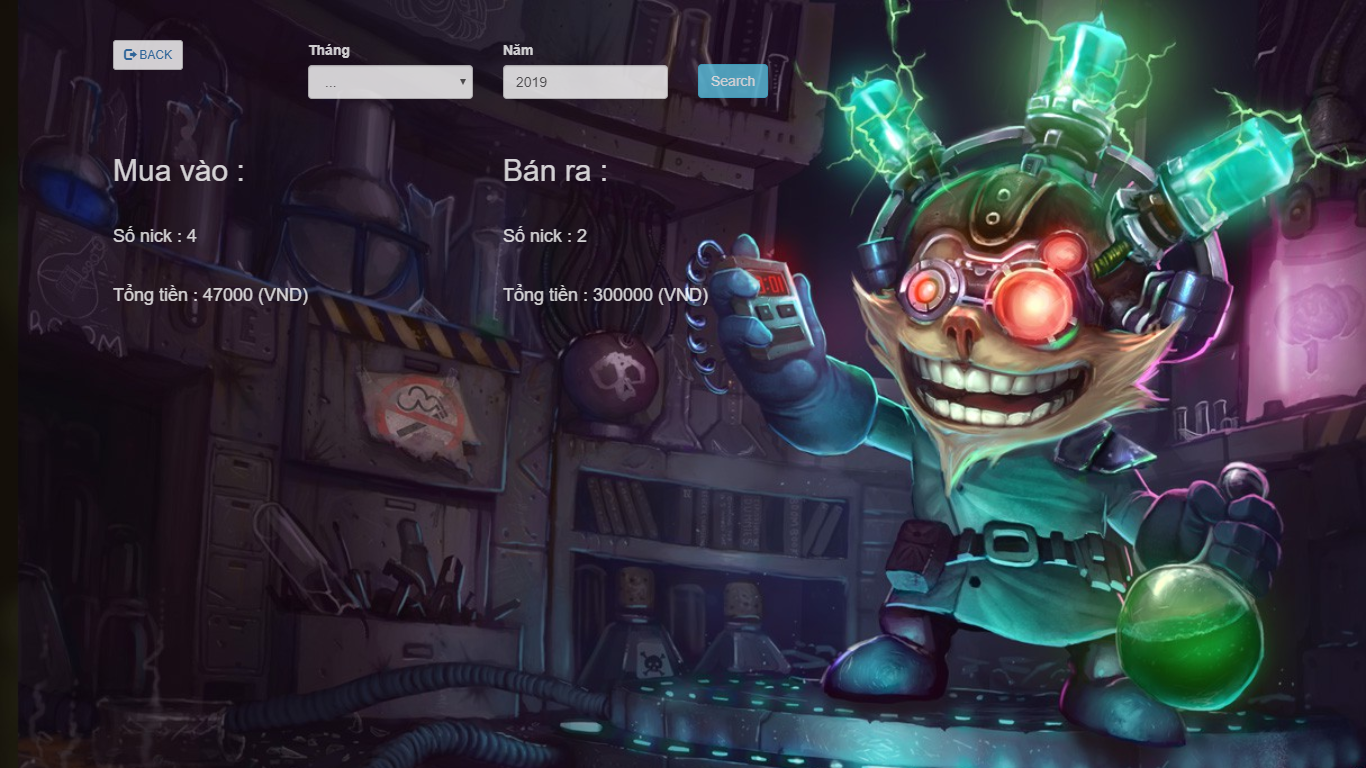 BACK
Tháng
Năm
...
2019
Search
Mua vào :
Bán ra :
Số nick : 4
Số nick : 2
Tổng tiền : 47000 (VND)
Tổng tiền : 300000 (VND)